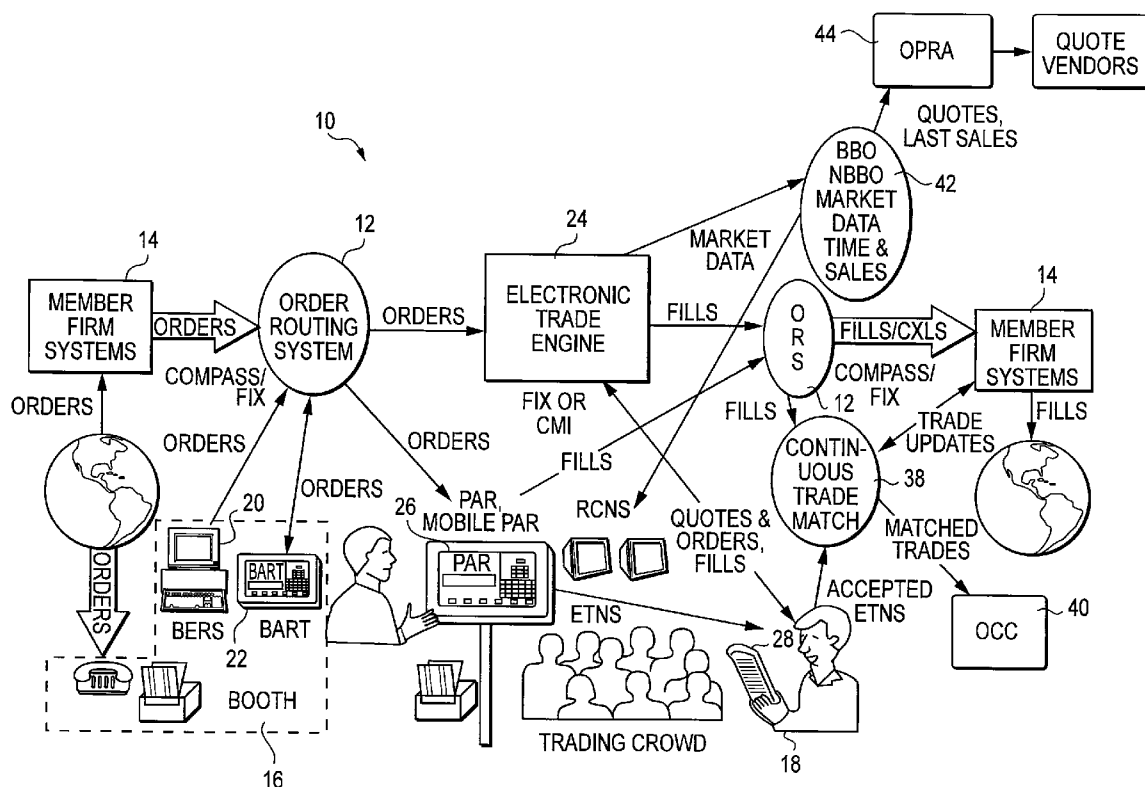 44
OPRA
QUOTE
VENDORS
QUOTES,
LAST SALES
10
BBO
NBBO
MARKET
DATA
TIME &
SALES
42
12
24
MARKET
DATA
14
MEMBER
FIRM
SYSTEMS
ORDERS
ORDER
ROUTING
SYSTEM
ORDERS
ELECTRONIC
TRADE
ENGINE
FILLS
O
R
S
FILLS/CXLS
14
MEMBER
FIRM
SYSTEMS
COMPASS/
FIX
FIX OR
CMI
12
COMPASS/
FIX
ORDERS
ORDERS
ORDERS
FILLS
FILLS
TRADE
UPDATES
FILLS
ORDERS
CONTIN-
UOUS
TRADE
MATCH
38
20
PAR,
MOBILE PAR
RCNS
QUOTES &
ORDERS,
FILLS
MATCHED
TRADES
26
PAR
BART
ORDERS
BERS
22
BART
ETNS
28
ACCEPTED
ETNS
OCC
40
BOOTH
TRADING CROWD
16
18